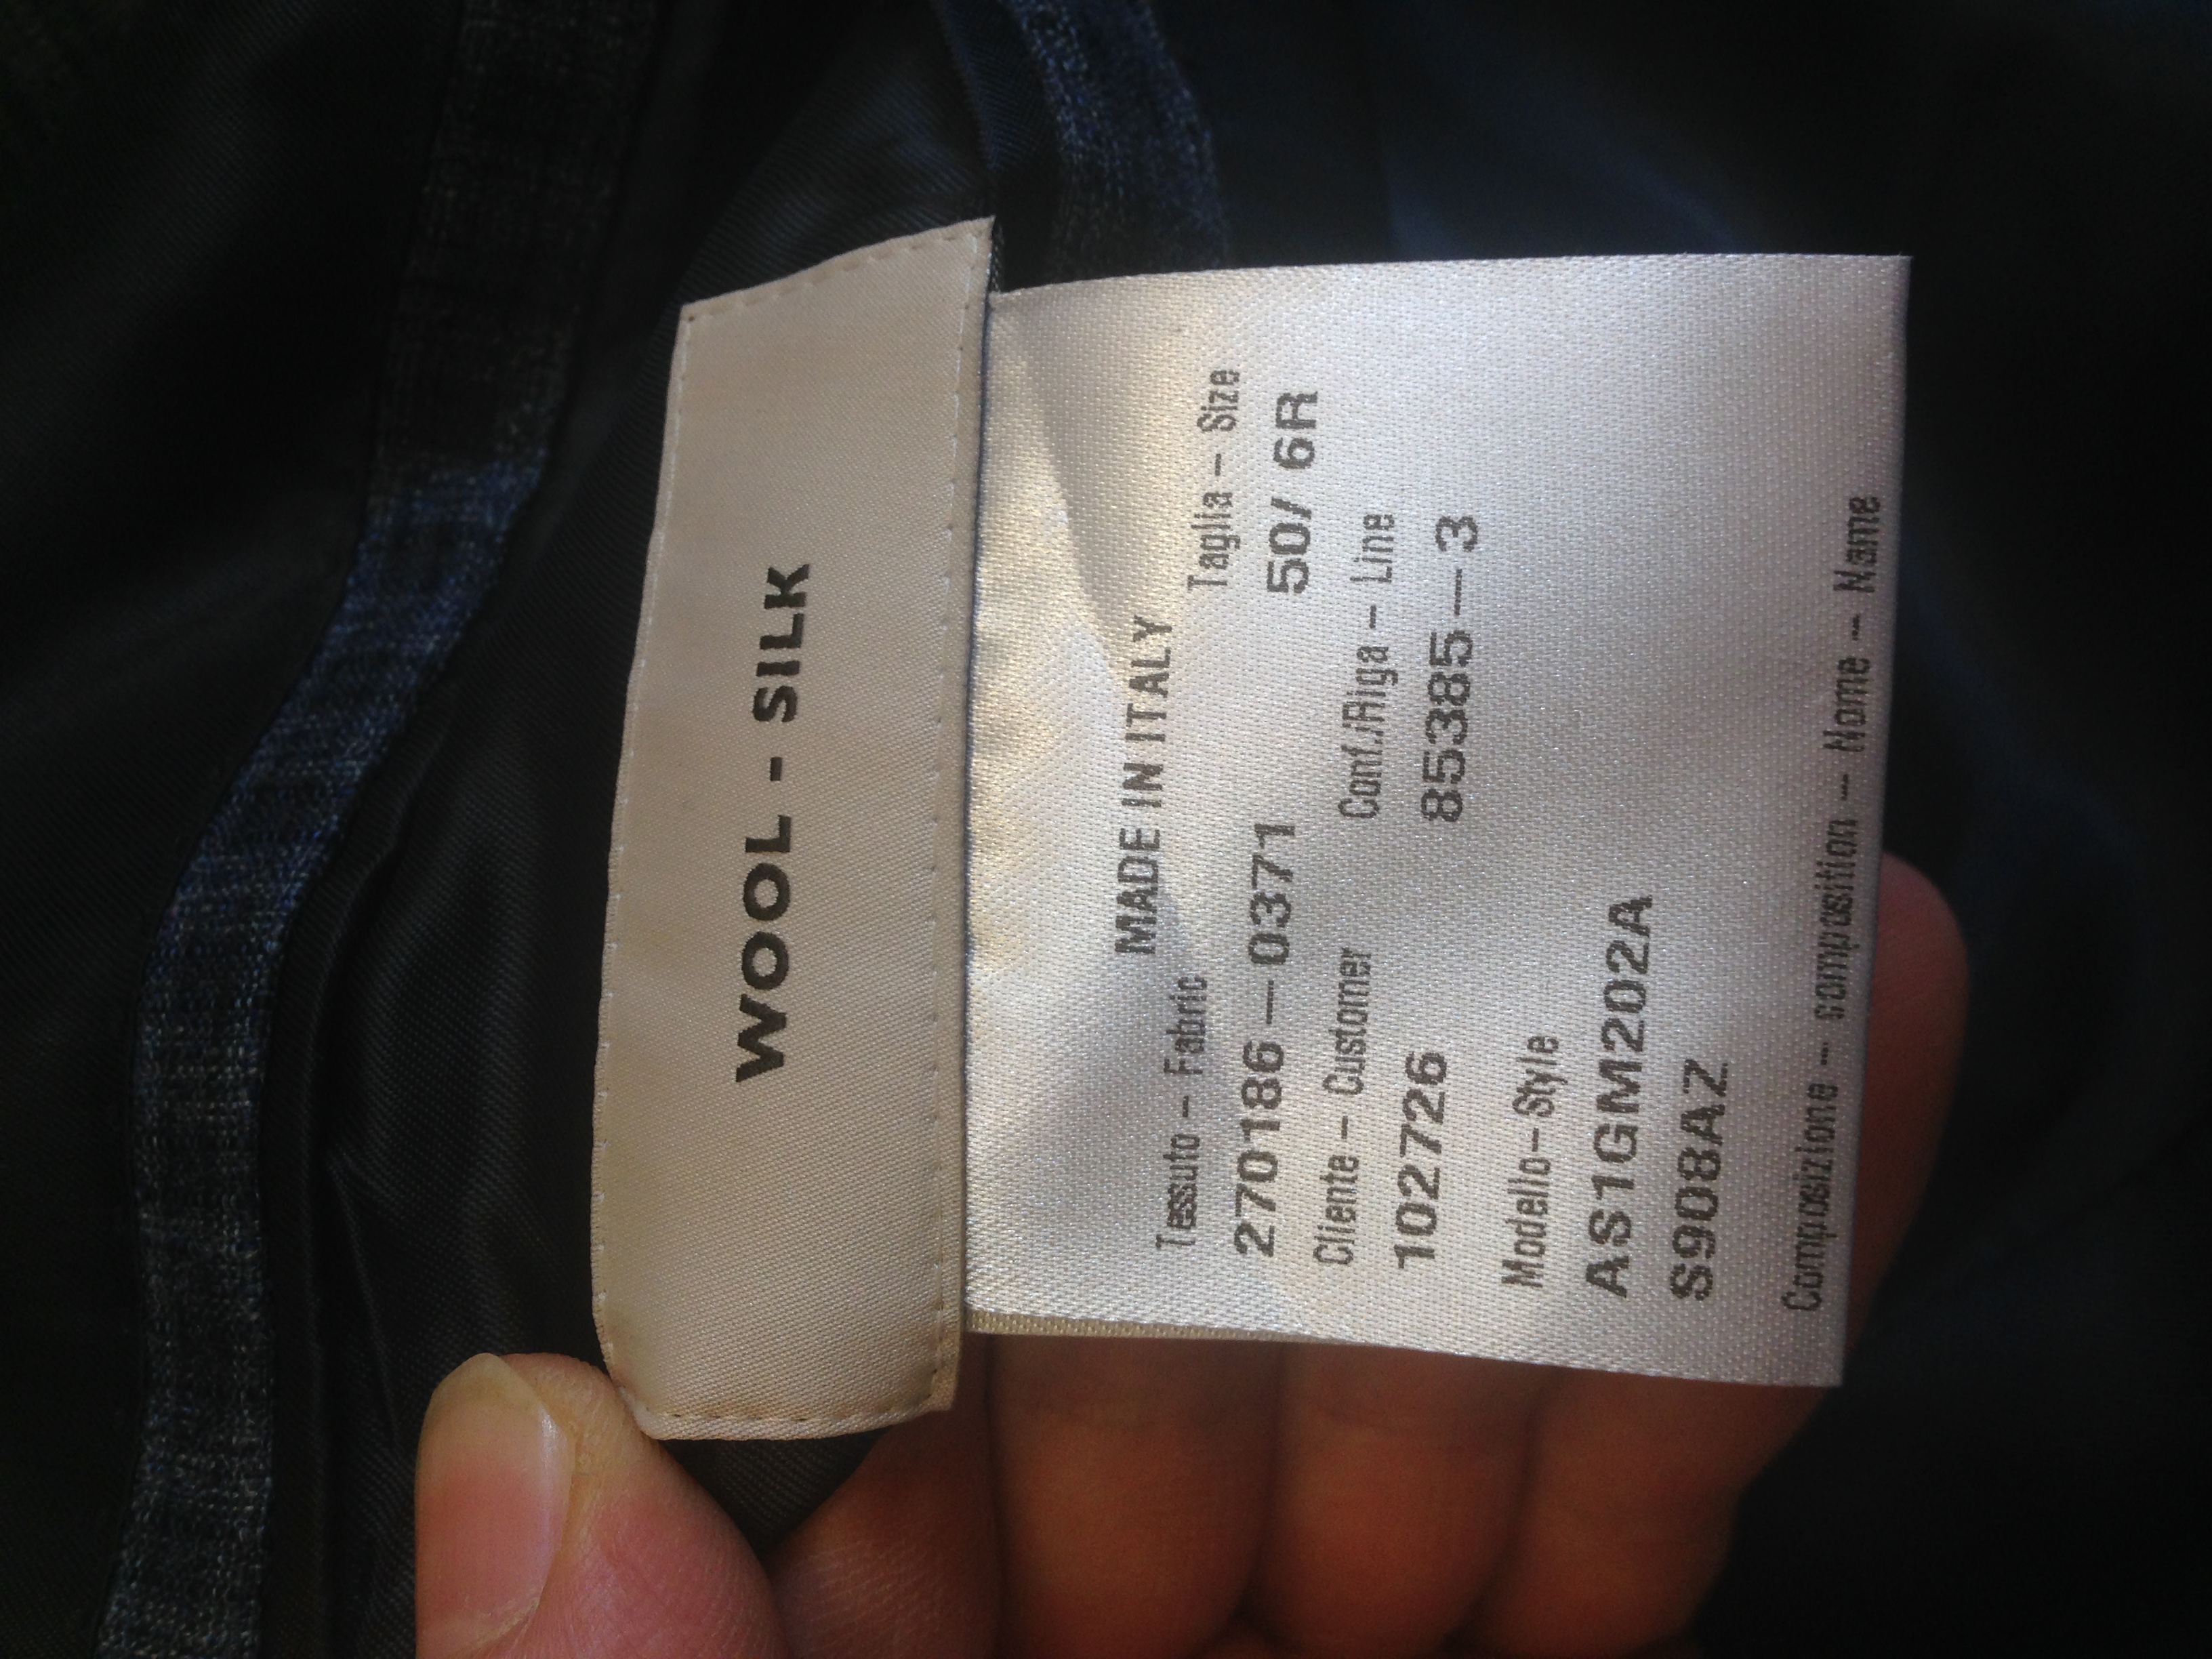 WOOL - SILK
MADE IN ITALY
Tessuto - Fabric Taglia - Size
270186-0371 50/ 6R
Cliente - Customer Conf./Riga - Line
102726 85385-3
Modello-Style
AS1GM202A
S908AZ
Composizione - composition - Nome - Name